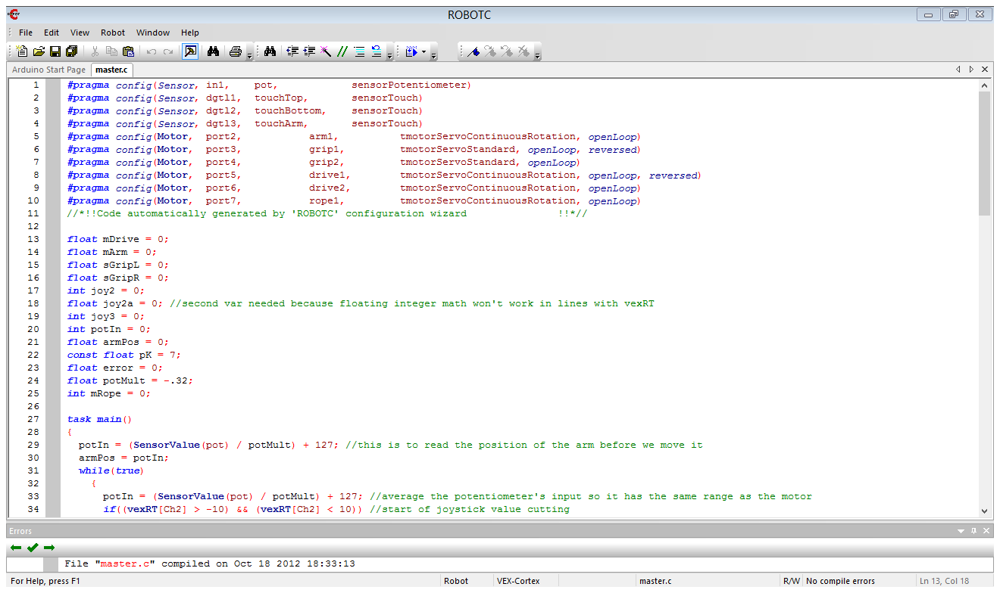 ROBOTC
File Edit View Robot Window Help
Arduino Start Page master.c
1 #pragma config(Sensor, in1, pot, sensorPotentiometer)
2 #pragma config(Sensor, dgtl1, touchTop, sensorTouch)
3 #pragma config(Sensor, dgtl2, touchBottom, sensorTouch)
4 #pragma config(Sensor, dgtl3, touchArm, sensorTouch)
5 #pragma config(Motor, port2, arm1, tmotorServoContinuousRotation, openLoop)
6 #pragma config(Motor, port3, grip1, tmotorServoStandard, openLoop, reversed)
7 #pragma config(Motor, port4, grip2, tmotorServoStandard, openLoop)
8 #pragma config(Motor, port5, drive1, tmotorServoContinuousRotation, openLoop, reversed)
9 #pragma config(Motor, port6, drive2, tmotorServoContinuousRotation, openLoop)
10 #pragma config(Motor, port7, rope1, tmotorServoContinuousRotation, openLoop)
11 //*!!Code automatically generated by 'ROBOTC' configuration wizard !!*//
12
13 float mDrive = 0;
14 float mArm = 0;
15 float sGripL = 0;
16 float sGripR = 0;
17 int joy2 = 0;
18 float joy2a = 0; //second var needed because floating integer math won't work in lines with vexRT
19 int joy3 = 0;
20 int potIn = 0;
21 float armPos = 0;
22 const float pK = 7;
23 float error = 0;
24 float potMult = -.32;
25 int mRope = 0;
26
27 task main()
28 {
29 potIn = (SensorValue(pot) / potMult) + 127; //this is to read the position of the arm before we move it
30 armPos = potIn;
31 while(true)
32 {
33 potIn = (SensorValue(pot) / potMult) + 127; //average the potentiometer's input so it has the same range as the motor
34 if((vexRT[Ch2] > -10) && (vexRT[Ch2] < 10)) //start of joystick value cutting
Errors
File "master.c" compiled on Oct 18 2012 18:33:13
For Help, press F1 Robot VEX-Cortex master.c R/W No compile errors Ln 13, Col 18